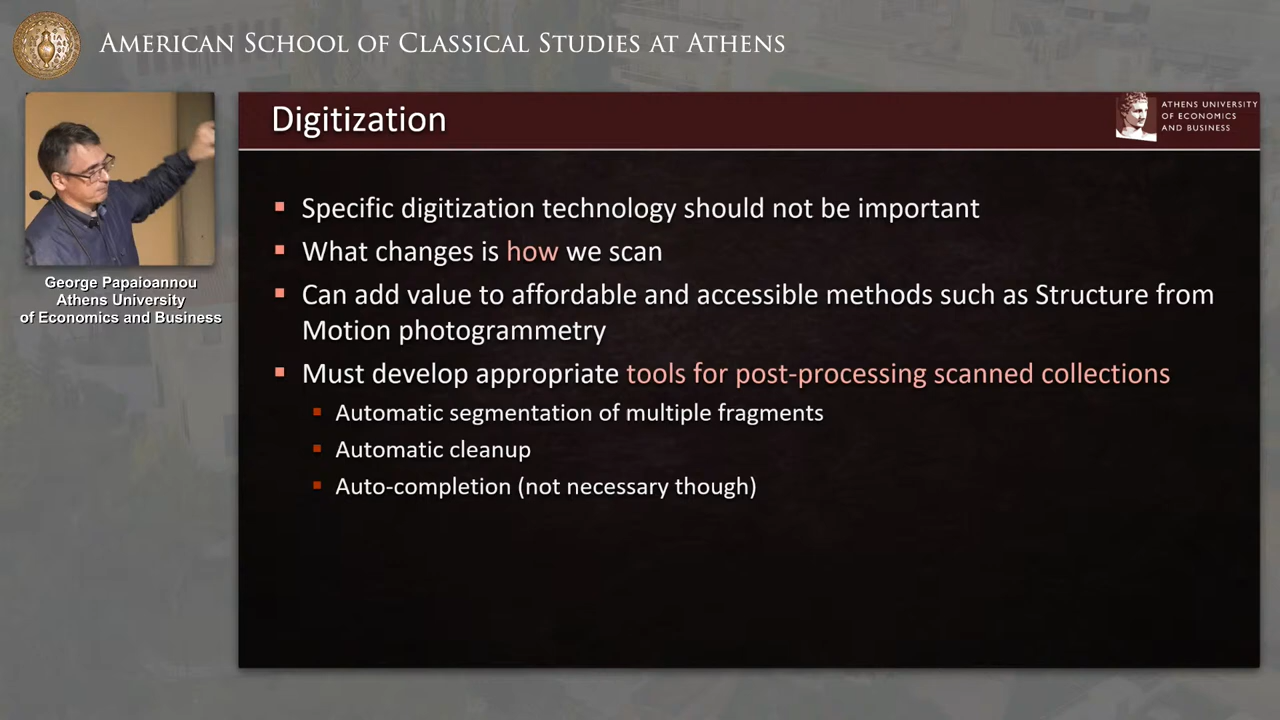 AMERICAN SCHOOL OF CLASSICAL STUDIES AT ATHENS
Digitization
ATHENS UNIVERSITY
OF ECONOMICS
AND BUSINESS
George Papaioannou
Athens University
of Economics and Business
Specific digitization technology should not be important
What changes is how we scan
Can add value to affordable and accessible methods such as Structure from
Motion photogrammetry
Must develop appropriate tools for post-processing scanned collections
Automatic segmentation of multiple fragments
Automatic cleanup
Auto-completion (not necessary though)